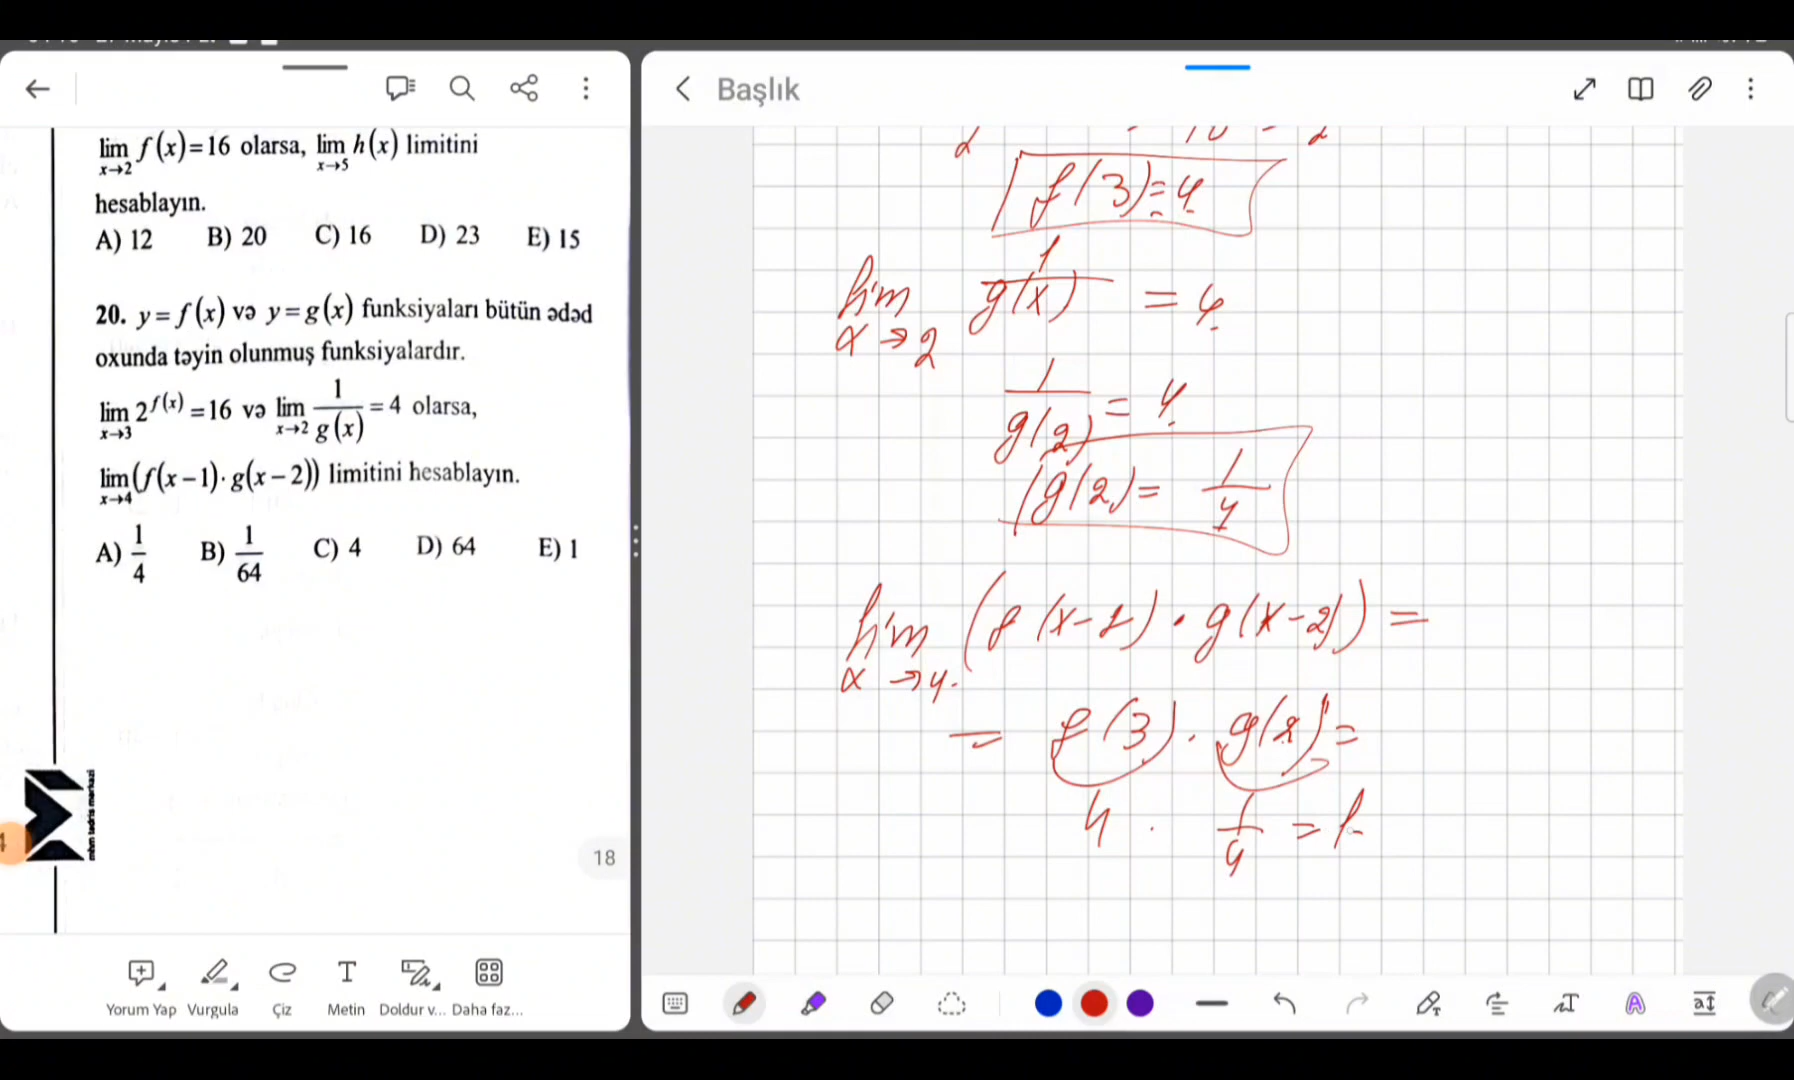 Başlık
lim f(x)=16 olarsa, lim h(x) limitini
x→2 x→5
hesablayın.
A) 12 B) 20 C) 16 D) 23 E) 15
20. y=f(x) və y=g(x) funksiyaları bütün ədəd
oxunda təyin olunmuş funksiyalardır.
lim 2^f(x) =16 və lim 1/g(x) =4 olarsa,
x→3 x→2
lim(f(x−1)·g(x−2)) limitini hesablayın.
x→4
A) 1/4 B) 1/64 C) 4 D) 64 E) 1
mbm tədris mərkəzi
18
Yorum Yap Vurgula Çiz Metin Doldur v... Daha faz...
f(3)=4
lim 1/g(x) = 4
x→2
1/g(2) = 4
g(2) = 1/4
lim (f(x-1)·g(x-2)) =
x→4
= f(3)·g(2)=
4 · 1/4 = 1